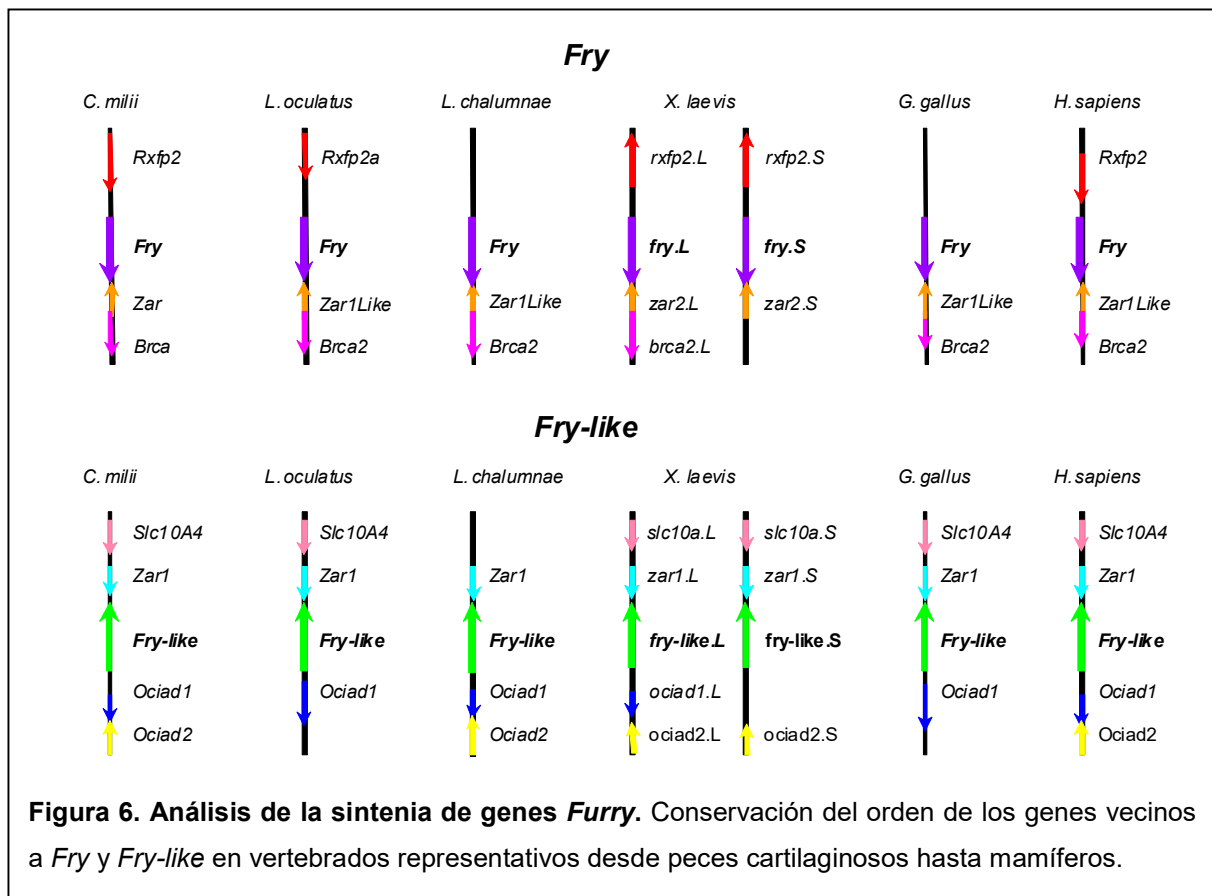 Fry
C. milii L. oculatus L. chalumnae X. laevis G. gallus H. sapiens
Rxfp2 Rxfp2a rxfp2.L rxfp2.S Rxfp2
Fry Fry Fry fry.L fry.S Fry Fry
Zar Zar1Like Zar1Like zar2.L zar2.S Zar1Like Zar1Like
Brca Brca2 Brca2 brca2.L Brca2 Brca2
Fry-like
C. milii L. oculatus L. chalumnae X. laevis G. gallus H. sapiens
Slc10A4 Slc10A4 slc10a.L slc10a.S Slc10A4 Slc10A4
Zar1 Zar1 Zar1 zar1.L zar1.S Zar1 Zar1
Fry-like Fry-like Fry-like fry-like.L fry-like.S Fry-like Fry-like
Ociad1 Ociad1 Ociad1 ociad1.L Ociad1 Ociad1
Ociad2 Ociad2 ociad2.L ociad2.S Ociad2
Figura 6. Análisis de la sintenia de genes Furry. Conservación del orden de los genes vecinos
a Fry y Fry-like en vertebrados representativos desde peces cartilaginosos hasta mamíferos.